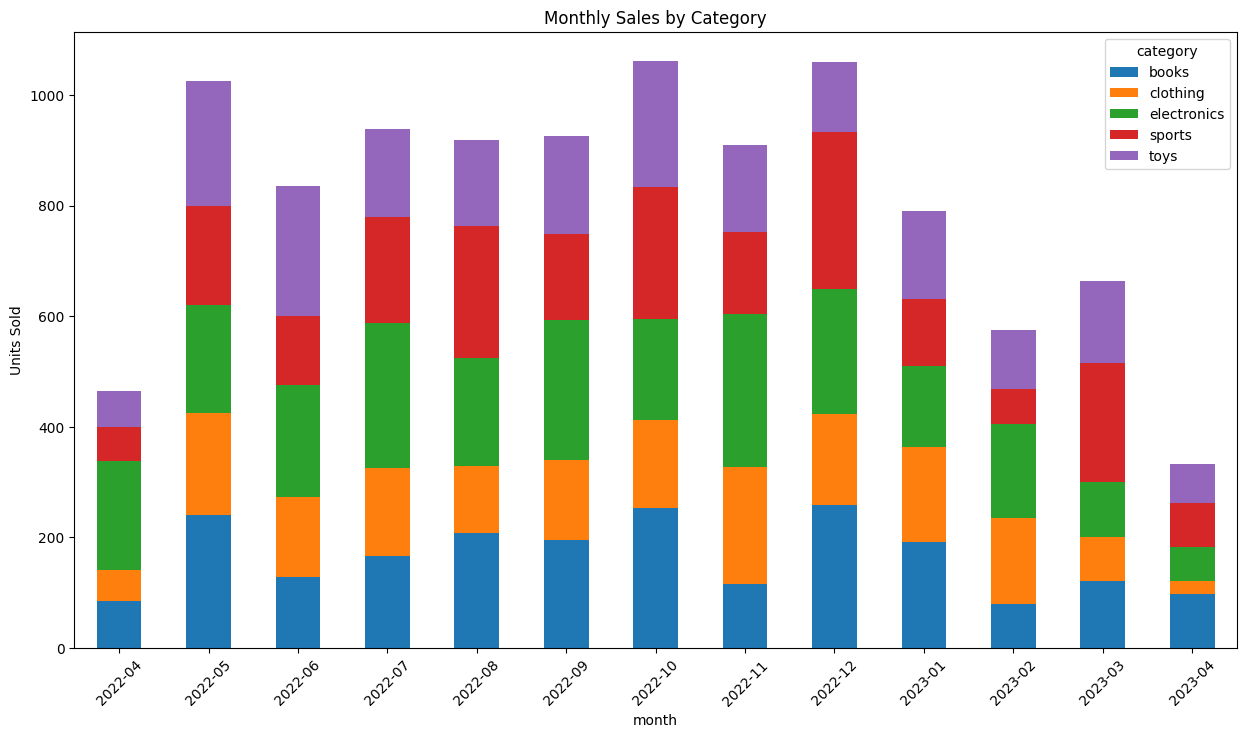 Monthly Sales by Category
category
books
clothing
electronics
sports
toys
Units Sold
1000
800
600
400
200
0
2022-04
2022-05
2022-06
2022-07
2022-08
2022-09
2022-10
2022-11
2022-12
2023-01
2023-02
2023-03
2023-04
month